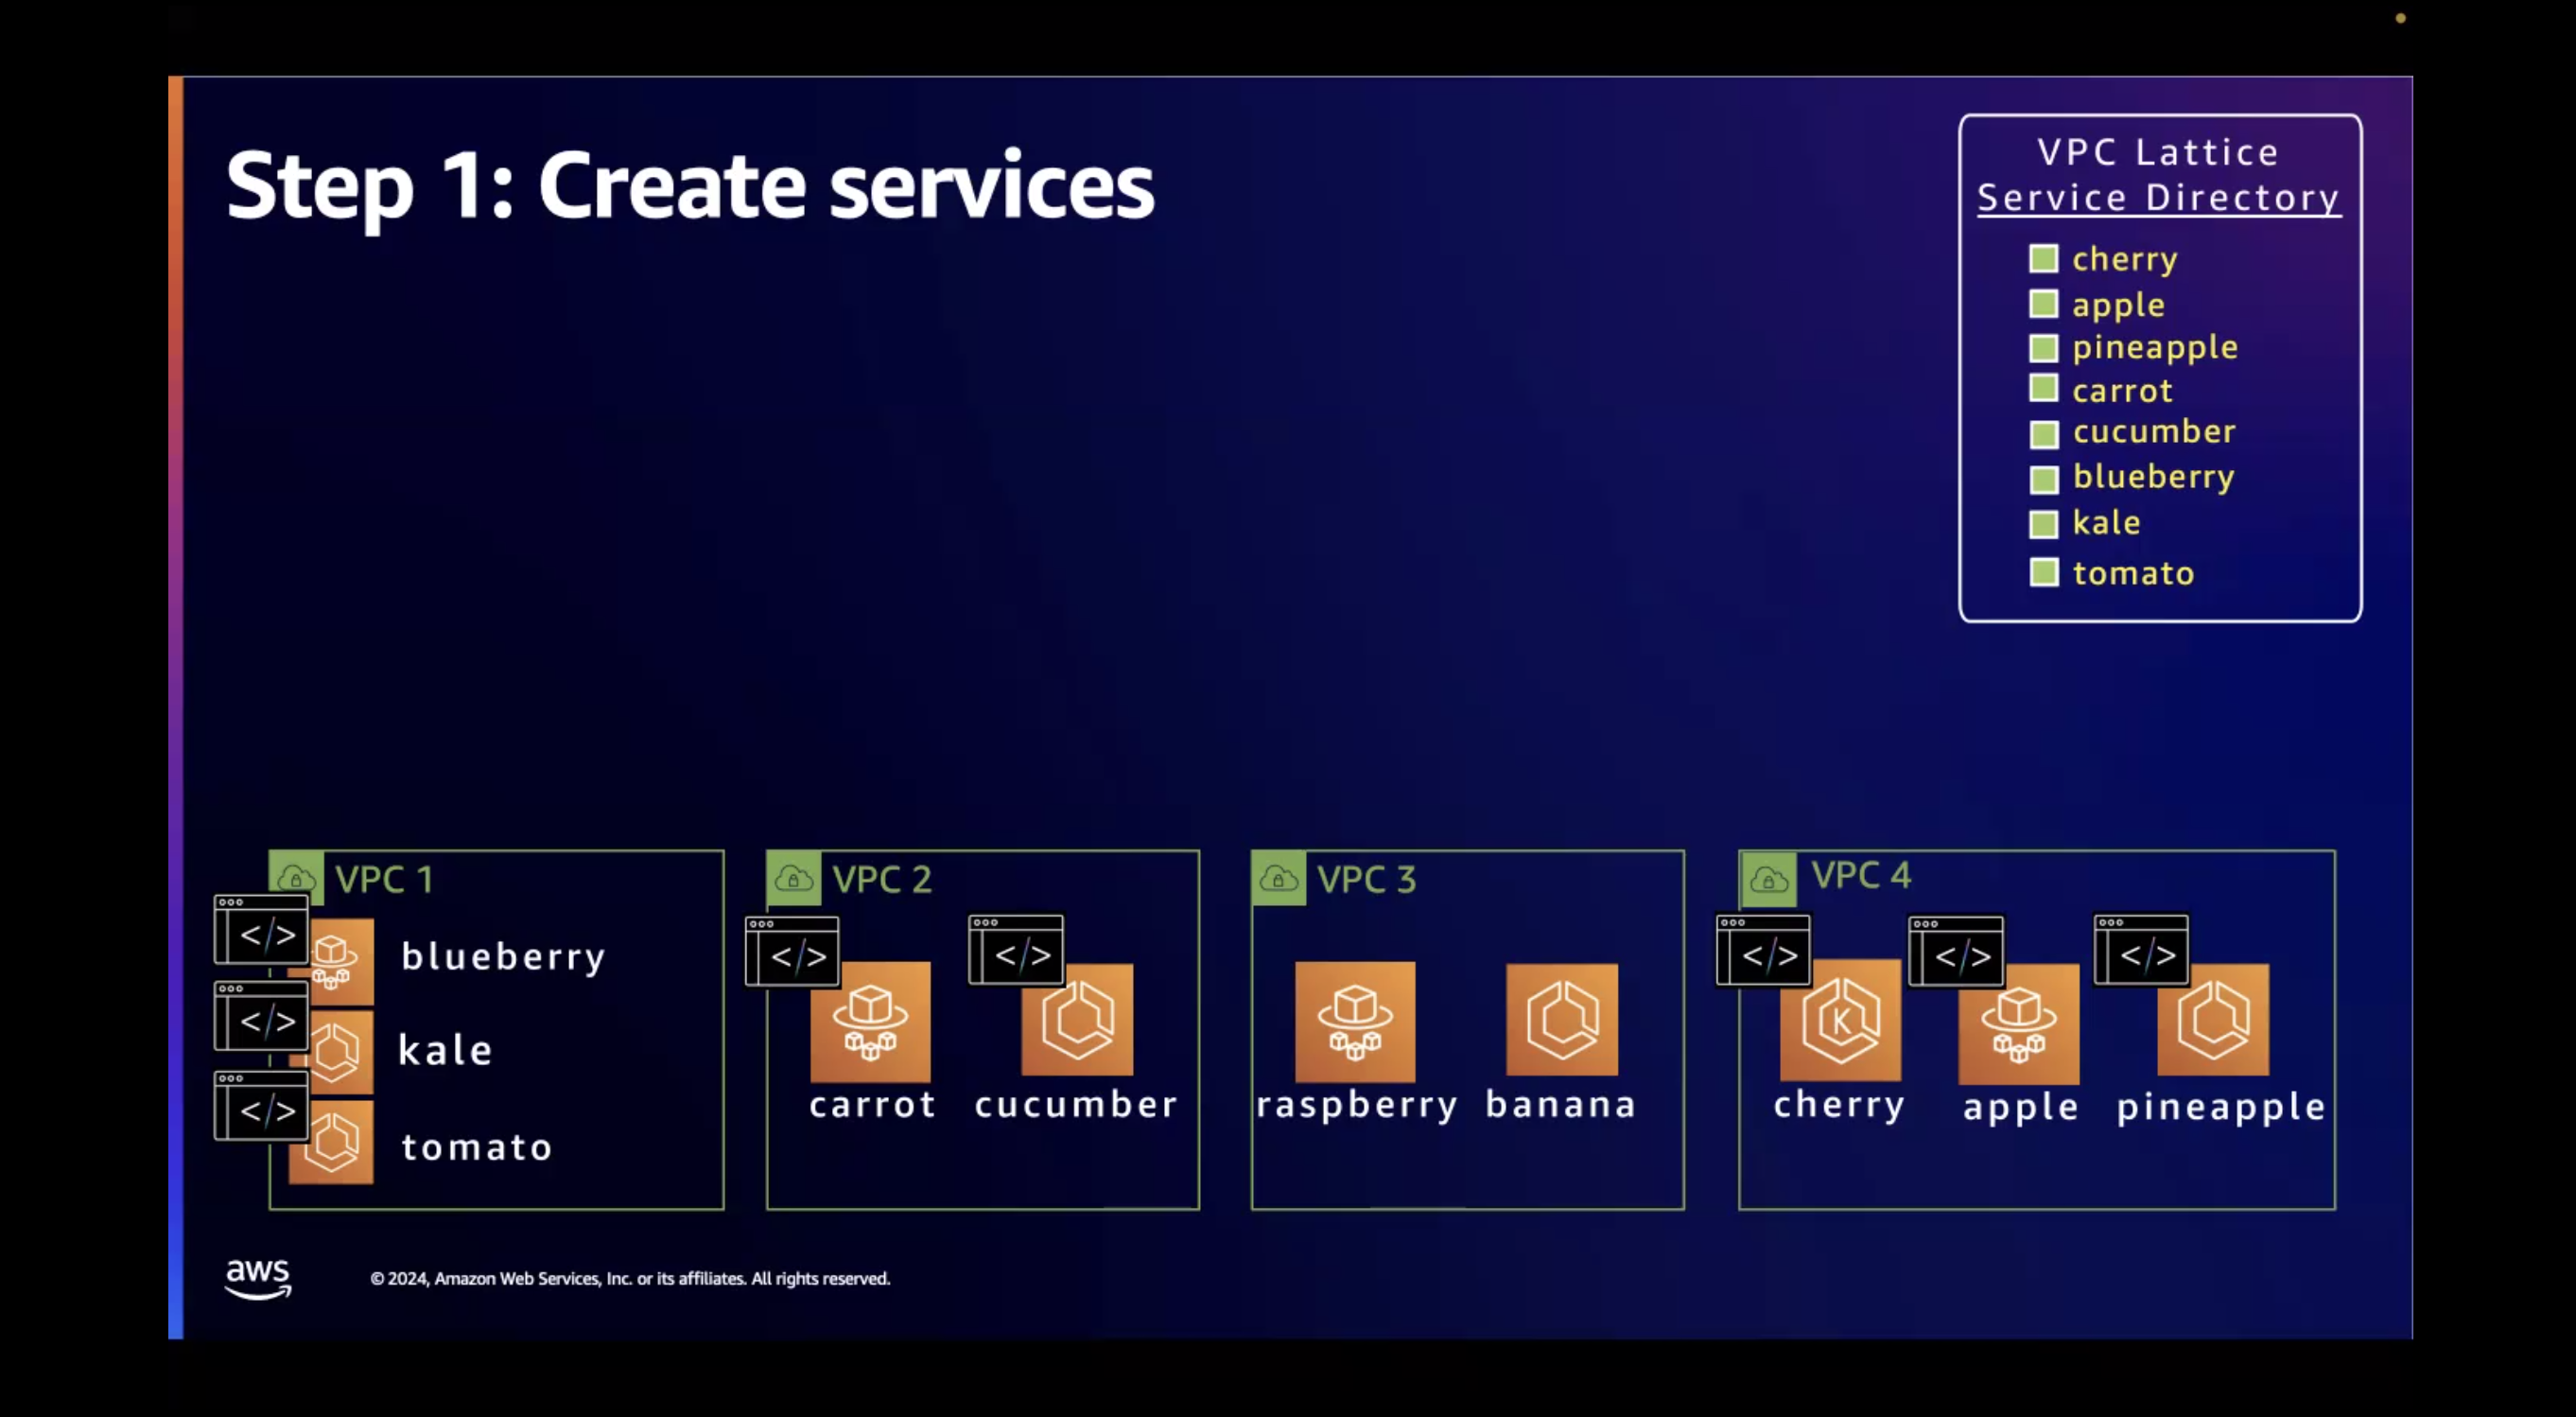 Step 1: Create services
VPC Lattice
Service Directory
cherry
apple
pineapple
carrot
cucumber
blueberry
kale
tomato
VPC 1
</>
blueberry
</>
kale
</>
tomato
VPC 2
</>
</>
carrot
cucumber
VPC 3
raspberry
banana
VPC 4
</>
</>
</>
K
cherry
apple
pineapple
aws
© 2024, Amazon Web Services, Inc. or its affiliates. All rights reserved.